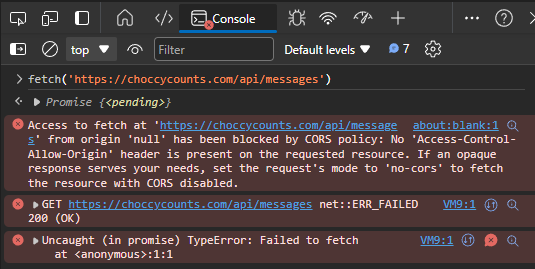 Console
top
Filter
Default levels
7
fetch('https://choccycounts.com/api/messages')
Promise {<pending>}
Access to fetch at 'https://choccycounts.com/api/message about:blank:1
s' from origin 'null' has been blocked by CORS policy: No 'Access-Control-
Allow-Origin' header is present on the requested resource. If an opaque
response serves your needs, set the request's mode to 'no-cors' to fetch
the resource with CORS disabled.
GET https://choccycounts.com/api/messages net::ERR_FAILED VM9:1
200 (OK)
Uncaught (in promise) TypeError: Failed to fetch VM9:1
at <anonymous>:1:1